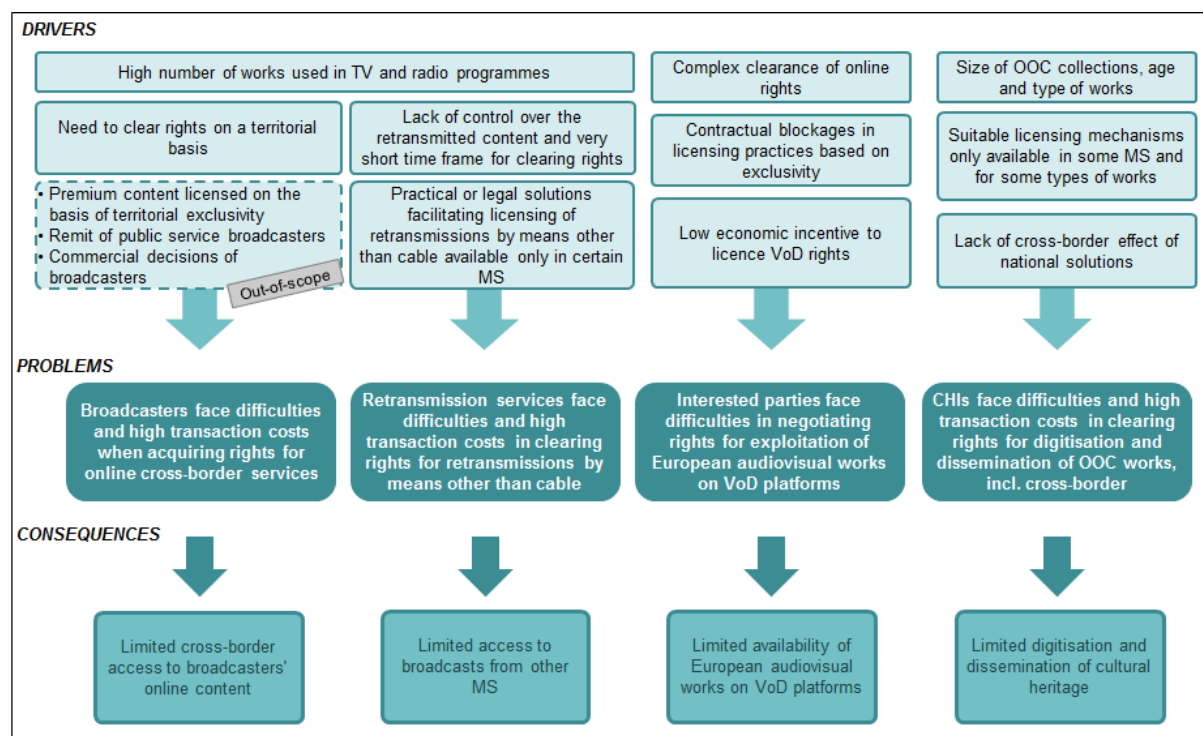 DRIVERS
High number of works used in TV and radio programmes
Need to clear rights on a territorial
basis
• Premium content licensed on the
basis of territorial exclusivity
• Remit of public service broadcasters
• Commercial decisions of
broadcasters
Out-of-scope
Lack of control over the
retransmitted content and very
short time frame for clearing rights
Practical or legal solutions
facilitating licensing of
retransmissions by means other
than cable available only in certain
MS
Complex clearance of online
rights
Contractual blockages in
licensing practices based on
exclusivity
Low economic incentive to
licence VoD rights
Size of OOC collections, age
and type of works
Suitable licensing mechanisms
only available in some MS and
for some types of works
Lack of cross-border effect of
national solutions
PROBLEMS
Broadcasters face difficulties
and high transaction costs
when acquiring rights for
online cross-border services
Retransmission services face
difficulties and high
transaction costs in clearing
rights for retransmissions by
means other than cable
Interested parties face
difficulties in negotiating
rights for exploitation of
European audiovisual works
on VoD platforms
CHIs face difficulties and high
transaction costs in clearing
rights for digitisation and
dissemination of OOC works,
incl. cross-border
CONSEQUENCES
Limited cross-border
access to broadcasters'
online content
Limited access to
broadcasts from other
MS
Limited availability of
European audiovisual
works on VoD platforms
Limited digitisation and
dissemination of cultural
heritage